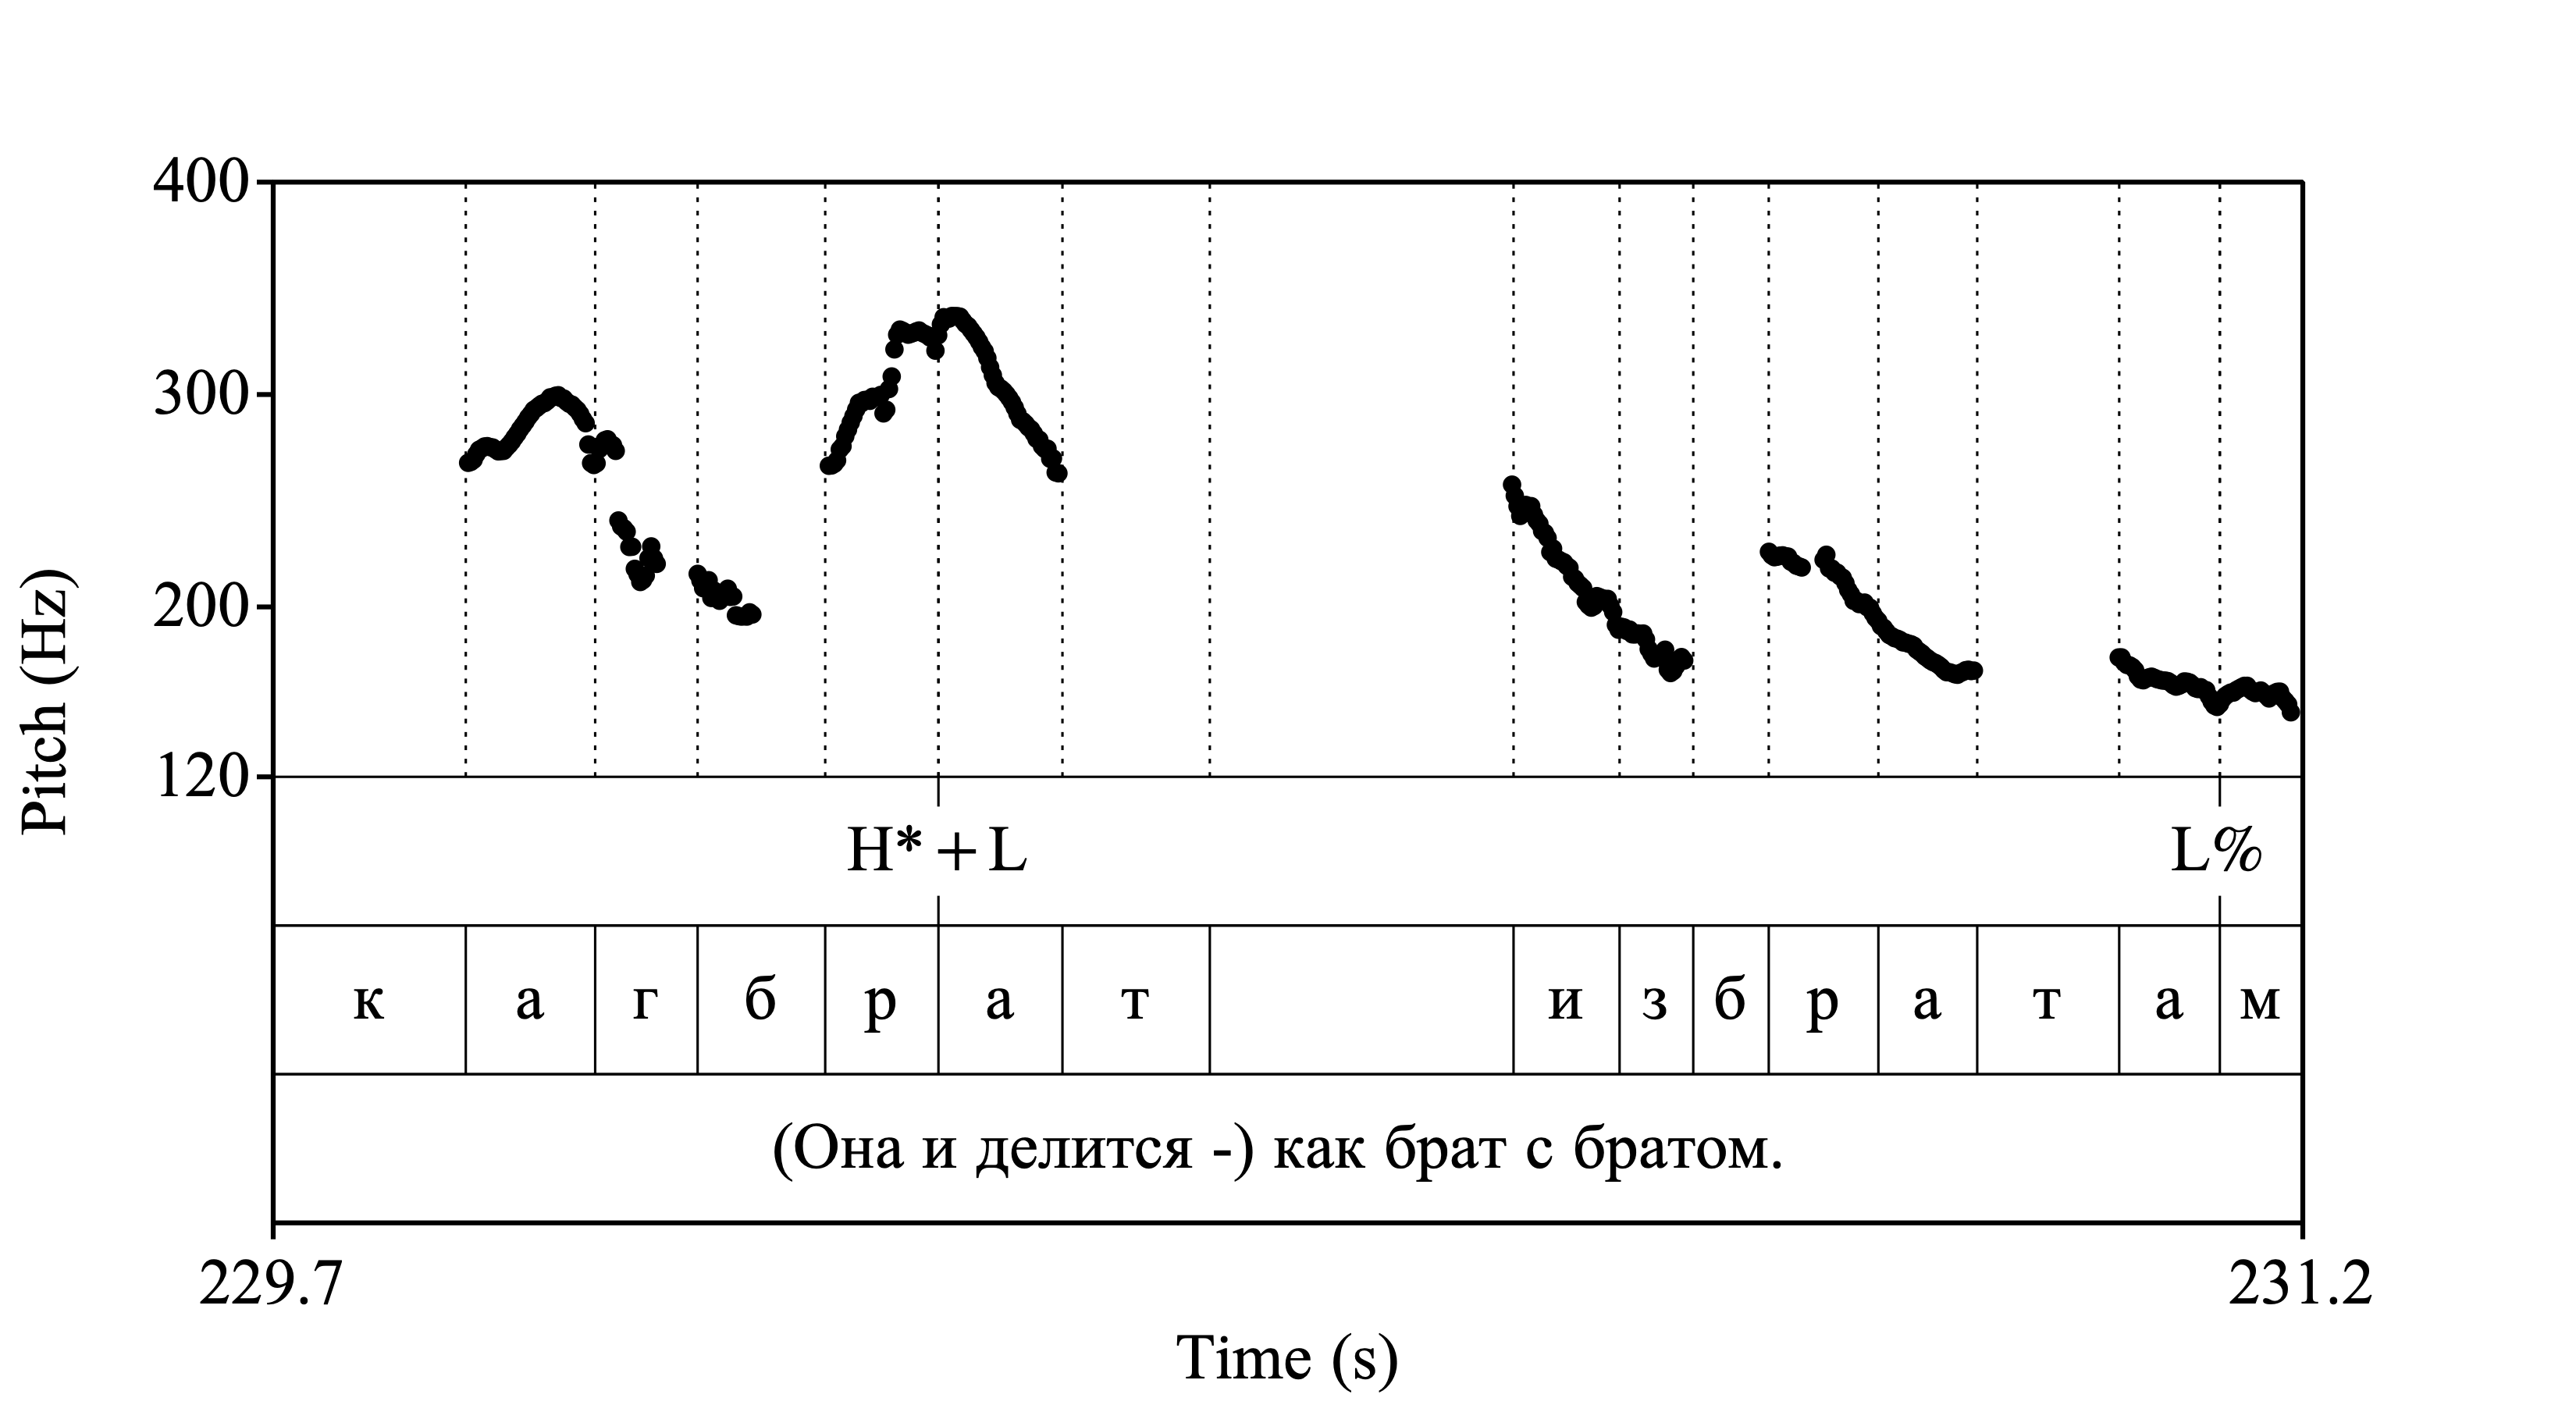 400
300
200
120
Pitch (Hz)
H* + L L%
к а г б р а т и з б р а т а м
(Она и делится -) как брат с братом.
229.7 231.2
Time (s)